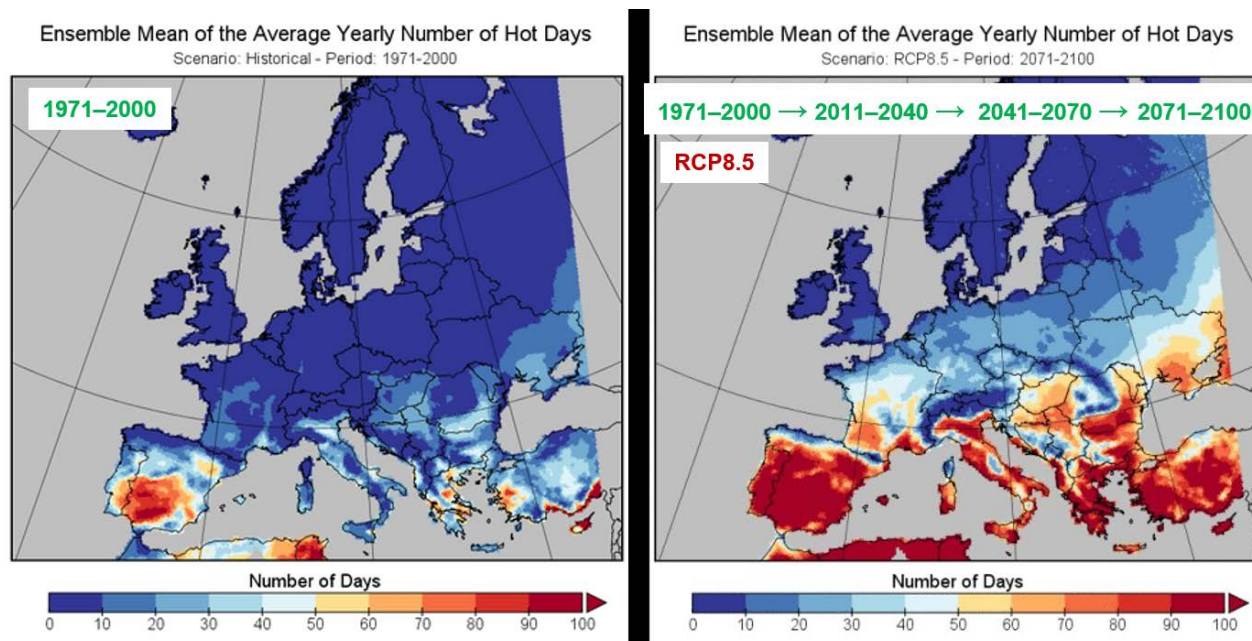 Ensemble Mean of the Average Yearly Number of Hot Days
Scenario: Historical - Period: 1971-2000
1971–2000
Number of Days
0 10 20 30 40 50 60 70 80 90 100
Ensemble Mean of the Average Yearly Number of Hot Days
Scenario: RCP8.5 - Period: 2071-2100
1971–2000 → 2011–2040 → 2041–2070 → 2071–2100
RCP8.5
Number of Days
0 10 20 30 40 50 60 70 80 90 100